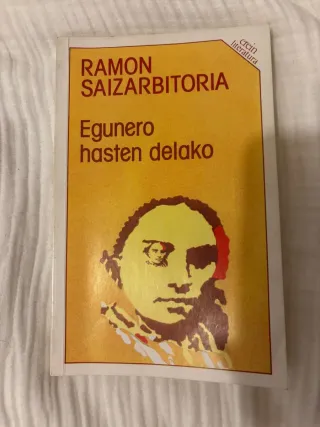 erein
literatura
RAMON
SAIZARBITORIA
Egunero
hasten delako